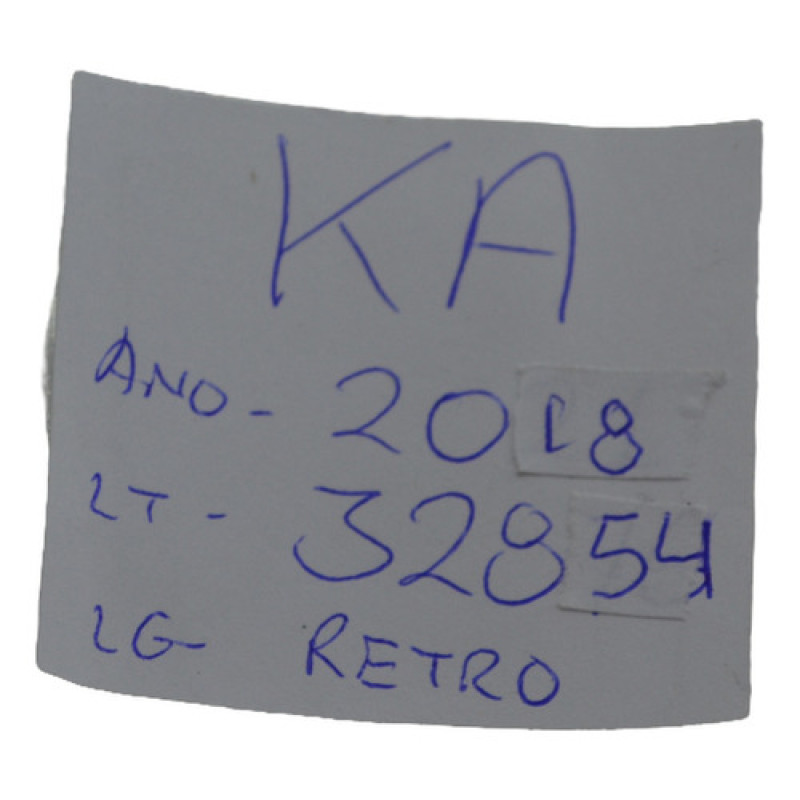 KA
ANO - 2018
LT - 32854
LG- RETRO